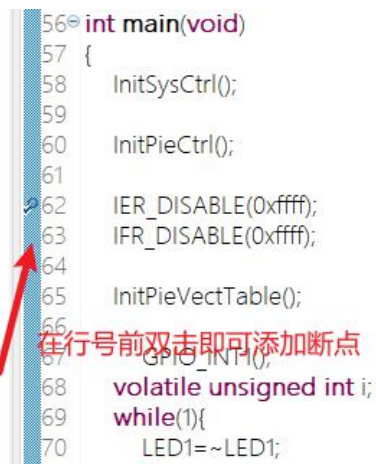 56 int main(void)
57 {
58 InitSysCtrl();
59
60 InitPieCtrl();
61
62 IER_DISABLE(0xffff);
63 IFR_DISABLE(0xffff);
64
65 InitPieVectTable();
66
在行号前双击即可添加断点
67 GPIO_INT1();
68 volatile unsigned int i;
69 while(1){
70 LED1=~LED1;